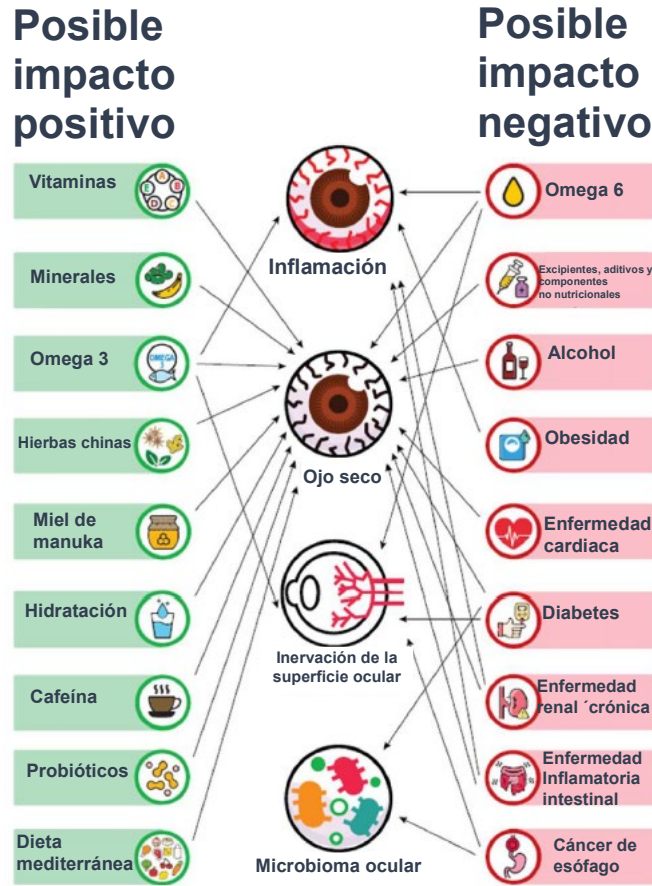 Posible
impacto
positivo
Posible
impacto
negativo
Vitaminas
Minerales
Omega 3
OMEGA
3
Hierbas chinas
Miel de
manuka
Hidratación
Cafeína
Probióticos
Dieta
mediterránea
A
B
C
D
E
Inflamación
Ojo seco
Inervación de la
superficie ocular
Microbioma ocular
Omega 6
Excipientes, aditivos y
componentes
no nutricionales
Alcohol
Obesidad
Enfermedad
cardiaca
Diabetes
Enfermedad
renal ´crónica
Enfermedad
Inflamatoria
intestinal
Cáncer de
esófago